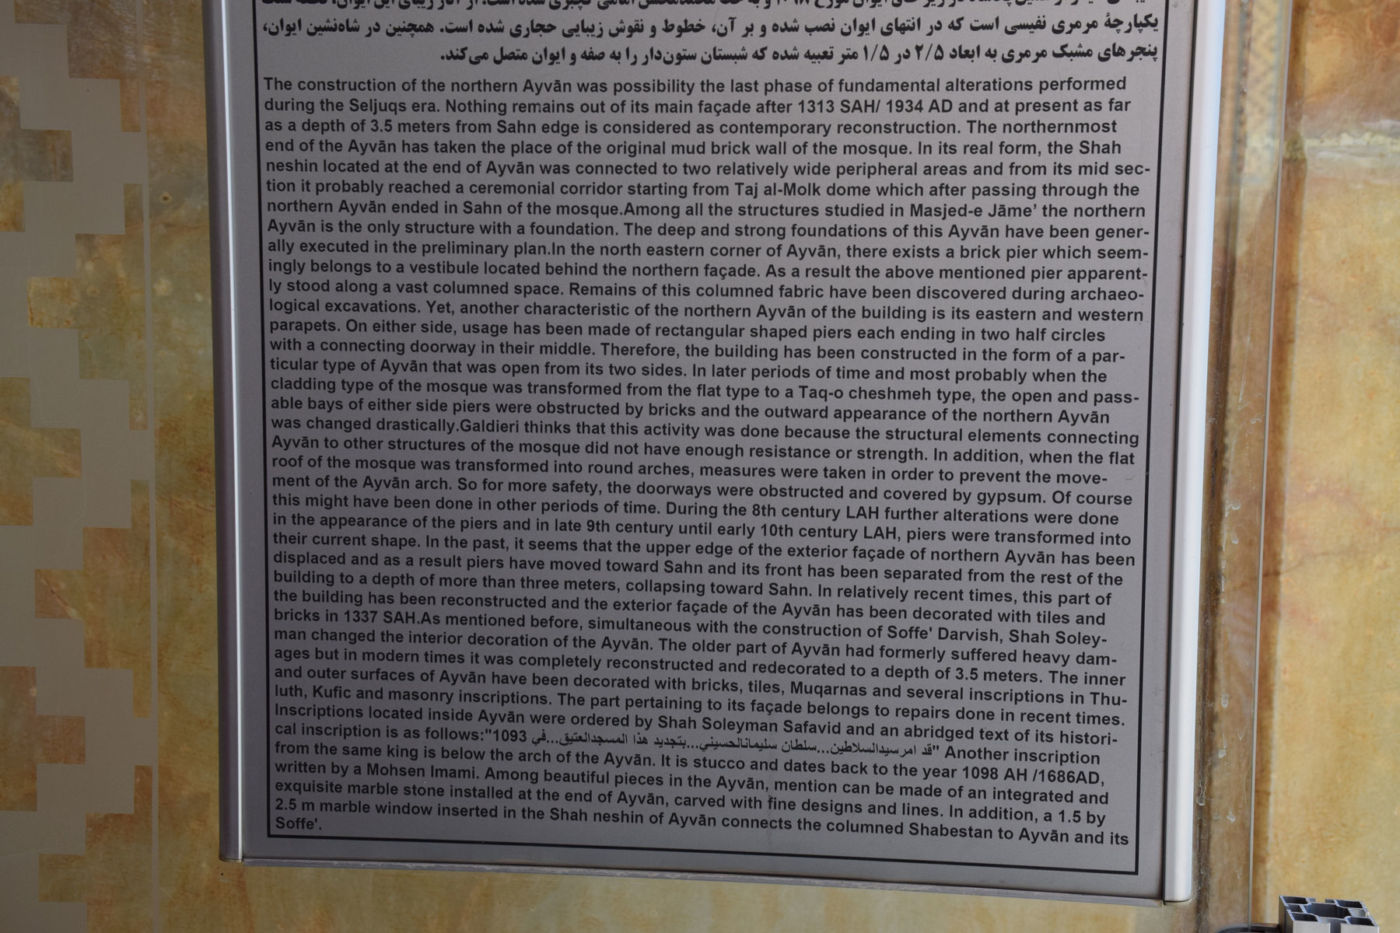 یکپارچهٔ مرمری نفیسی است که در انتهای ایوان نصب شده و بر آن، خطوط و نقوش زیبایی حجاری شده است. همچنین در شاه‌نشین ایوان،
پنجره‌ای مشبک مرمری به ابعاد ۲/۵ در ۱/۵ متر تعبیه شده که شبستان ستون‌دار را به صفه و ایوان متصل می‌کند.
The construction of the northern Ayvān was possibility the last phase of fundamental alterations performed
during the Seljuqs era. Nothing remains out of its main façade after 1313 SAH/ 1934 AD and at present as far
as a depth of 3.5 meters from Sahn edge is considered as contemporary reconstruction. The northernmost
end of the Ayvān has taken the place of the original mud brick wall of the mosque. In its real form, the Shah
neshin located at the end of Ayvān was connected to two relatively wide peripheral areas and from its mid sec-
tion it probably reached a ceremonial corridor starting from Taj al-Molk dome which after passing through the
northern Ayvān ended in Sahn of the mosque.Among all the structures studied in Masjed-e Jāme’ the northern
Ayvān is the only structure with a foundation. The deep and strong foundations of this Ayvān have been gener-
ally executed in the preliminary plan.In the north eastern corner of Ayvān, there exists a brick pier which seem-
ingly belongs to a vestibule located behind the northern façade. As a result the above mentioned pier apparent-
ly stood along a vast columned space. Remains of this columned fabric have been discovered during archaeo-
logical excavations. Yet, another characteristic of the northern Ayvān of the building is its eastern and western
parapets. On either side, usage has been made of rectangular shaped piers each ending in two half circles
with a connecting doorway in their middle. Therefore, the building has been constructed in the form of a par-
ticular type of Ayvān that was open from its two sides. In later periods of time and most probably when the
cladding type of the mosque was transformed from the flat type to a Taq-o cheshmeh type, the open and pass-
able bays of either side piers were obstructed by bricks and the outward appearance of the northern Ayvān
was changed drastically.Galdieri thinks that this activity was done because the structural elements connecting
Ayvān to other structures of the mosque did not have enough resistance or strength. In addition, when the flat
roof of the mosque was transformed into round arches, measures were taken in order to prevent the move-
ment of the Ayvān arch. So for more safety, the doorways were obstructed and covered by gypsum. Of course
this might have been done in other periods of time. During the 8th century LAH further alterations were done
in the appearance of the piers and in late 9th century until early 10th century LAH, piers were transformed into
their current shape. In the past, it seems that the upper edge of the exterior façade of northern Ayvān has been
displaced and as a result piers have moved toward Sahn and its front has been separated from the rest of the
building to a depth of more than three meters, collapsing toward Sahn. In relatively recent times, this part of
the building has been reconstructed and the exterior façade of the Ayvān has been decorated with tiles and
bricks in 1337 SAH.As mentioned before, simultaneous with the construction of Soffe' Darvish, Shah Soley-
man changed the interior decoration of the Ayvān. The older part of Ayvān had formerly suffered heavy dam-
ages but in modern times it was completely reconstructed and redecorated to a depth of 3.5 meters. The inner
and outer surfaces of Ayvān have been decorated with bricks, tiles, Muqarnas and several inscriptions in Thu-
luth, Kufic and masonry inscriptions. The part pertaining to its façade belongs to repairs done in recent times.
Inscriptions located inside Ayvān were ordered by Shah Soleyman Safavid and an abridged text of its histori-
cal inscription is as follows:"قد امرسیدالسلاطین...سلطان سلیمانالحسیني...بتجدید هذا المسجدالعتیق...في 1093" Another inscription
from the same king is below the arch of the Ayvān. It is stucco and dates back to the year 1098 AH /1686AD,
written by a Mohsen Imami. Among beautiful pieces in the Ayvān, mention can be made of an integrated and
exquisite marble stone installed at the end of Ayvān, carved with fine designs and lines. In addition, a 1.5 by
2.5 m marble window inserted in the Shah neshin of Ayvān connects the columned Shabestan to Ayvān and its
Soffe'.